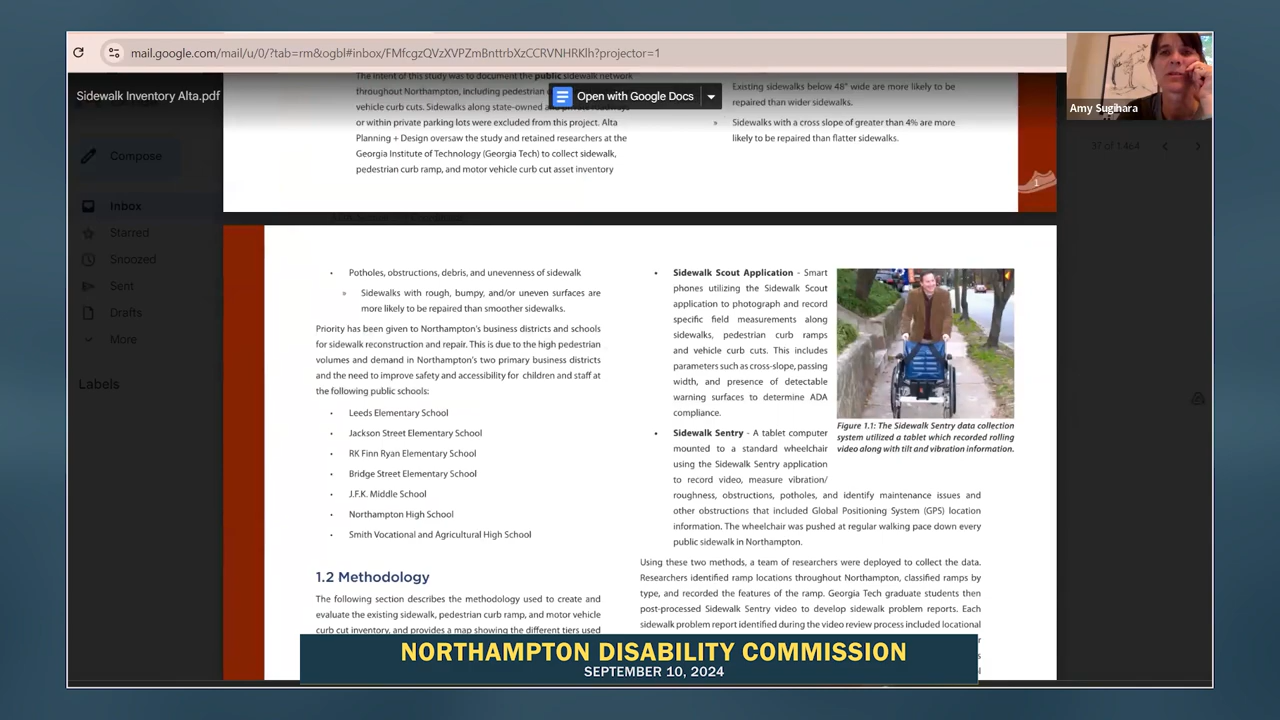 mail.google.com/mail/u/0/?tab=rm&ogbl#inbox/FMfcgzQVzXVPZmBnttrbXzCCRVNHRKlh?projector=1
Sidewalk Inventory Alta.pdf
Open with Google Docs
Amy Sugihara
Compose
Inbox
Starred
Snoozed
Sent
Drafts
More
Labels
37 of 1,464
The intent of this study was to document the public sidewalk network
throughout Northampton, including pedestrian
vehicle curb cuts. Sidewalks along state-owned and private roadways
or within private parking lots were excluded from this project. Alta
Planning + Design oversaw the study and retained researchers at the
Georgia Institute of Technology (Georgia Tech) to collect sidewalk,
pedestrian curb ramp, and motor vehicle curb cut asset inventory
Existing sidewalks below 48" wide are more likely to be
repaired than wider sidewalks.
» Sidewalks with a cross slope of greater than 4% are more
likely to be repaired than flatter sidewalks.
1
• Potholes, obstructions, debris, and unevenness of sidewalk
» Sidewalks with rough, bumpy, and/or uneven surfaces are
more likely to be repaired than smoother sidewalks.
Priority has been given to Northampton's business districts and schools
for sidewalk reconstruction and repair. This is due to the high pedestrian
volumes and demand in Northampton's two primary business districts
and the need to improve safety and accessibility for children and staff at
the following public schools:
• Leeds Elementary School
• Jackson Street Elementary School
• RK Finn Ryan Elementary School
• Bridge Street Elementary School
• J.F.K. Middle School
• Northampton High School
• Smith Vocational and Agricultural High School
1.2 Methodology
The following section describes the methodology used to create and
evaluate the existing sidewalk, pedestrian curb ramp, and motor vehicle
curb cut inventory, and provides a map showing the different tiers used
• Sidewalk Scout Application - Smart
phones utilizing the Sidewalk Scout
application to photograph and record
specific field measurements along
sidewalks, pedestrian curb ramps
and vehicle curb cuts. This includes
parameters such as cross-slope, passing
width, and presence of detectable
warning surfaces to determine ADA
compliance.
• Sidewalk Sentry - A tablet computer
mounted to a standard wheelchair
using the Sidewalk Sentry application
to record video, measure vibration/
roughness, obstructions, potholes, and identify maintenance issues and
other obstructions that included Global Positioning System (GPS) location
information. The wheelchair was pushed at regular walking pace down every
public sidewalk in Northampton.
Figure 1.1: The Sidewalk Sentry data collection
system utilized a tablet which recorded rolling
video along with tilt and vibration information.
Using these two methods, a team of researchers were deployed to collect the data.
Researchers identified ramp locations throughout Northampton, classified ramps by
type, and recorded the features of the ramp. Georgia Tech graduate students then
post-processed Sidewalk Sentry video to develop sidewalk problem reports. Each
sidewalk problem report identified during the video review process included locational
NORTHAMPTON DISABILITY COMMISSION
SEPTEMBER 10, 2024